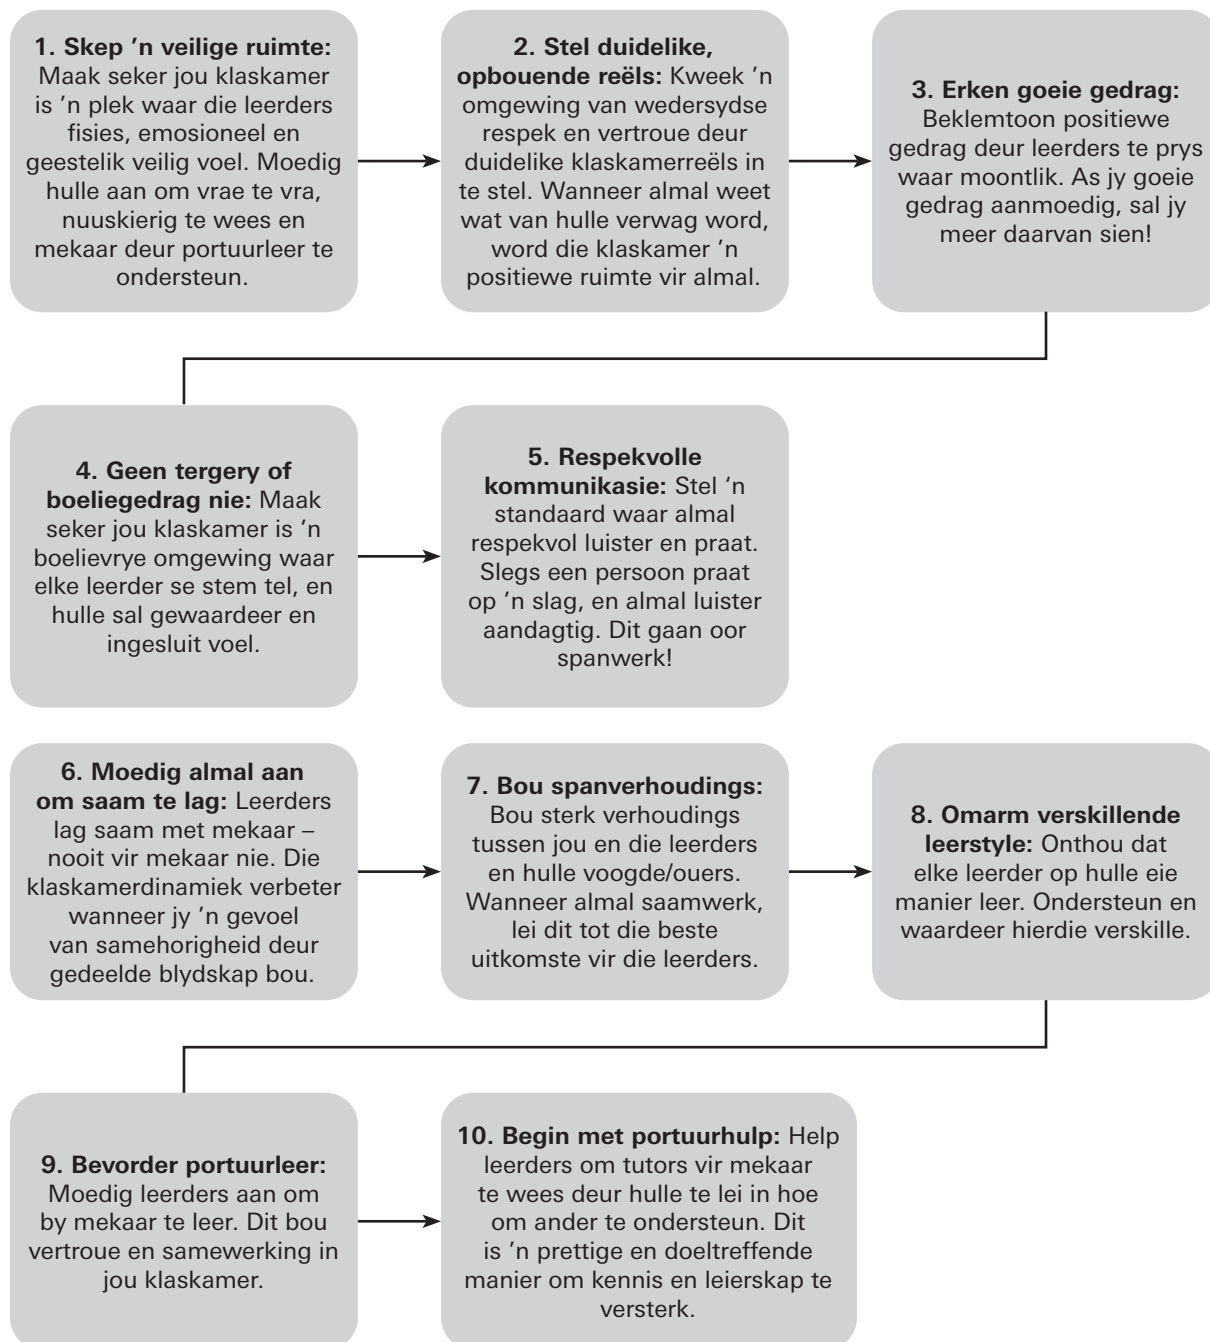 1. Skep ’n veilige ruimte:
Maak seker jou klaskamer
is ’n plek waar die leerders
fisies, emosioneel en
geestelik veilig voel. Moedig
hulle aan om vrae te vra,
nuuskierig te wees en
mekaar deur portuurleer te
ondersteun.
2. Stel duidelike,
opbouende reëls: Kweek ’n
omgewing van wedersydse
respek en vertroue deur
duidelike klaskamerreëls in
te stel. Wanneer almal weet
wat van hulle verwag word,
word die klaskamer ’n
positiewe ruimte vir almal.
3. Erken goeie gedrag:
Beklemtoon positiewe
gedrag deur leerders te prys
waar moontlik. As jy goeie
gedrag aanmoedig, sal jy
meer daarvan sien!
4. Geen tergery of
boeliegedrag nie: Maak
seker jou klaskamer is ’n
boelievrye omgewing waar
elke leerder se stem tel, en
hulle sal gewaardeer en
ingesluit voel.
5. Respekvolle
kommunikasie: Stel ‘n
standaard waar almal
respekvol luister en praat.
Slegs een persoon praat
op ’n slag, en almal luister
aandagtig. Dit gaan oor
spanwerk!
6. Moedig almal aan
om saam te lag: Leerders
lag saam met mekaar –
nooit vir mekaar nie. Die
klaskamerdinamiek verbeter
wanneer jy ’n gevoel
van samehorigheid deur
gedeelde blydskap bou.
7. Bou spanverhoudings:
Bou sterk verhoudings
tussen jou en die leerders
en hulle voogde/ouers.
Wanneer almal saamwerk,
lei dit tot die beste
uitkomste vir die leerders.
8. Omarm verskillende
leerstyle: Onthou dat
elke leerder op hulle eie
manier leer. Ondersteun en
waardeer hierdie verskille.
9. Bevorder portuurleer:
Moedig leerders aan om
by mekaar te leer. Dit bou
vertroue en samewerking in
jou klaskamer.
10. Begin met portuurhulp: Help
leerders om tutors vir mekaar
te wees deur hulle te lei in hoe
om ander te ondersteun. Dit
is ’n prettige en doeltreffende
manier om kennis en leierskap te
versterk.